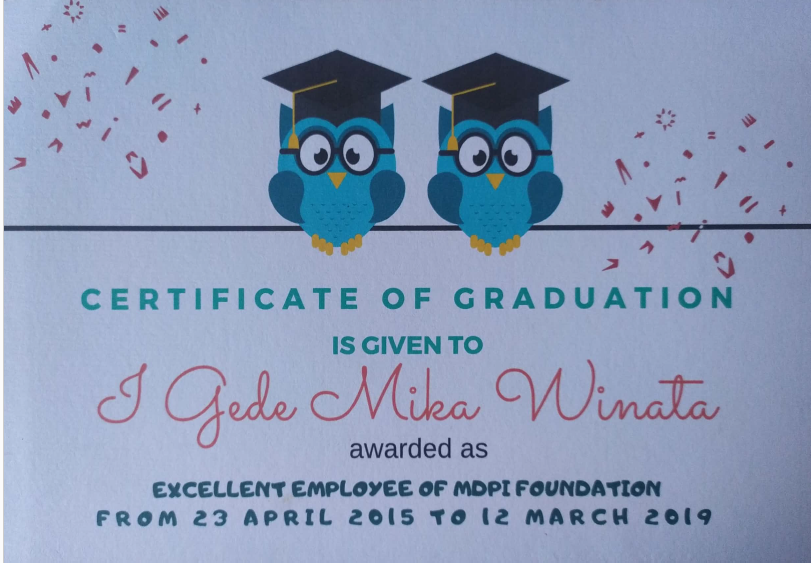 CERTIFICATE OF GRADUATION
IS GIVEN TO
I Gede Mika Winata
awarded as
EXCELLENT EMPLOYEE OF MDPI FOUNDATION
FROM 23 APRIL 2015 TO 12 MARCH 2019